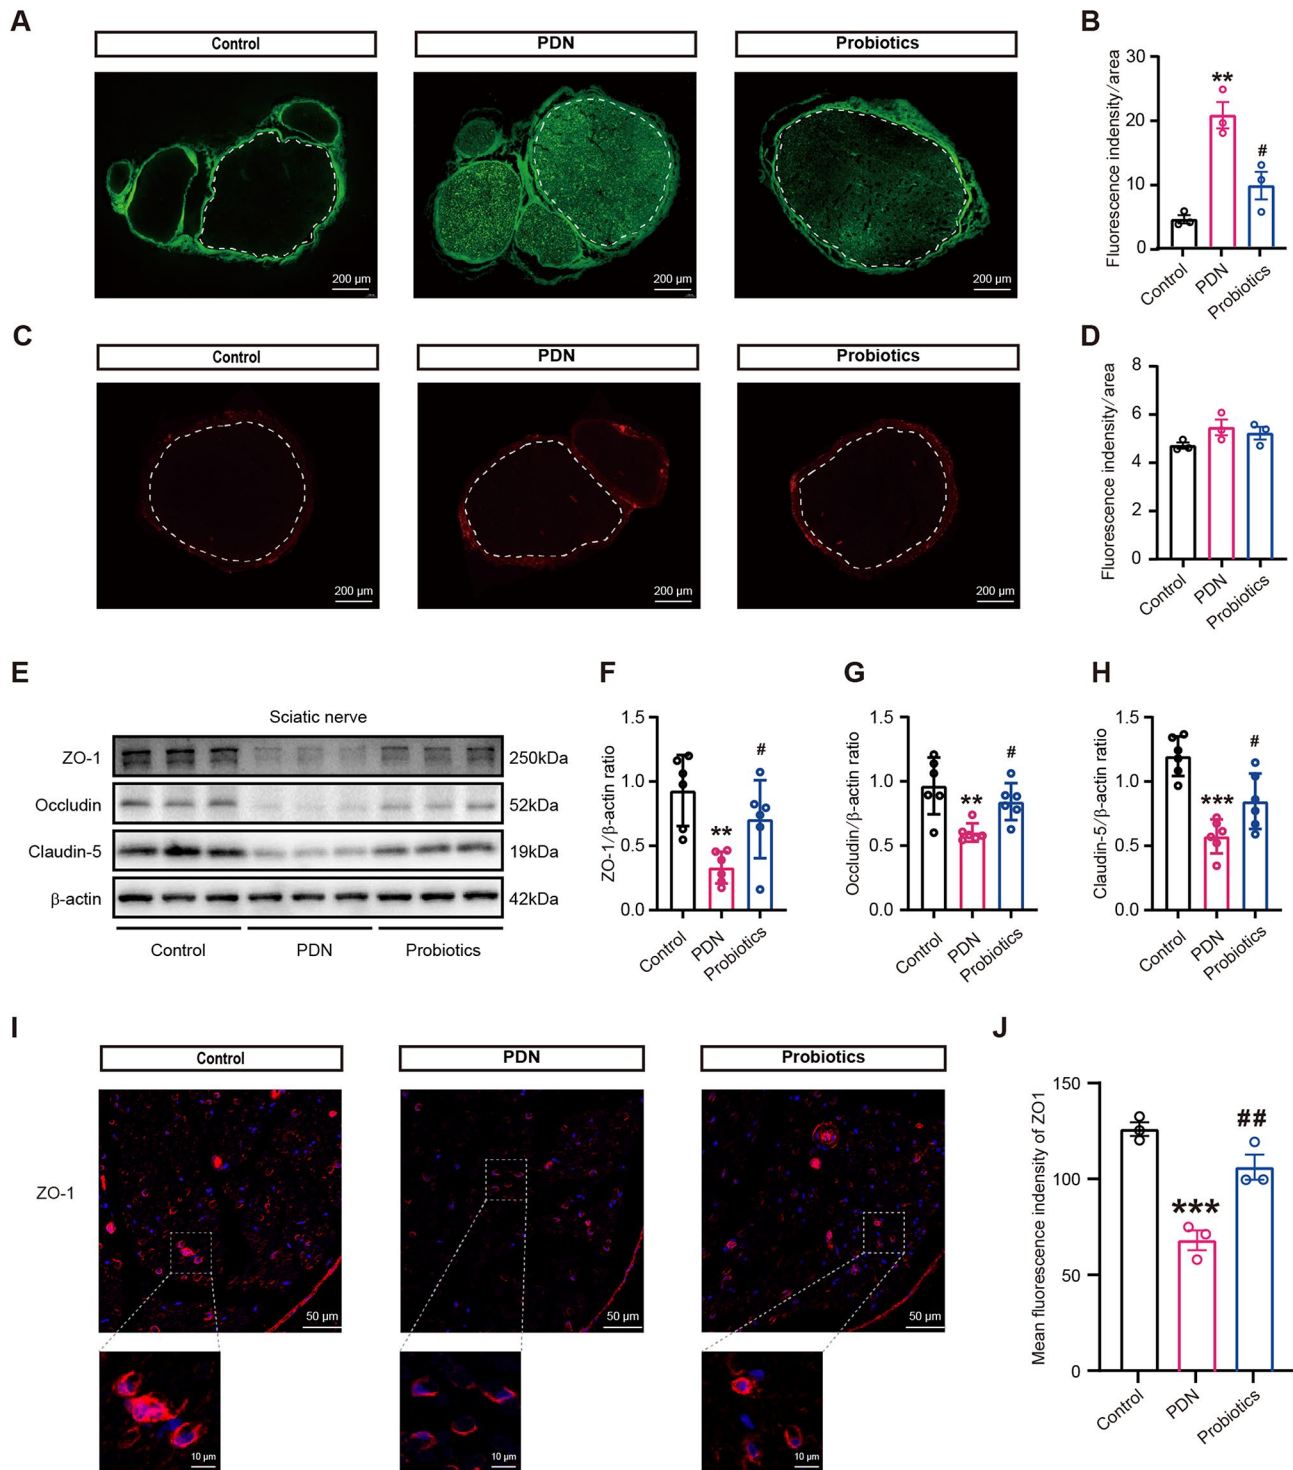 A
Control
PDN
Probiotics
200 μm
200 μm
200 μm
B
Fluorescence indensity/area
30
20
10
0
**
#
Control
PDN
Probiotics
C
Control
PDN
Probiotics
200 μm
200 μm
200 μm
D
Fluorescence indensity/area
8
6
4
2
0
Control
PDN
Probiotics
E
Sciatic nerve
ZO-1
250kDa
Occludin
52kDa
Claudin-5
19kDa
β-actin
42kDa
Control
PDN
Probiotics
F
ZO-1/β-actin ratio
1.5
1.0
0.5
0.0
**
#
Control
PDN
Probiotics
G
Occludin/β-actin ratio
1.5
1.0
0.5
0.0
**
#
Control
PDN
Probiotics
H
Claudin-5/β-actin ratio
1.5
1.0
0.5
0.0
***
#
Control
PDN
Probiotics
I
Control
PDN
Probiotics
ZO-1
50 μm
50 μm
50 μm
10 μm
10 μm
10 μm
J
Mean fluorescence indensity of ZO1
150
100
50
0
***
##
Control
PDN
Probiotics